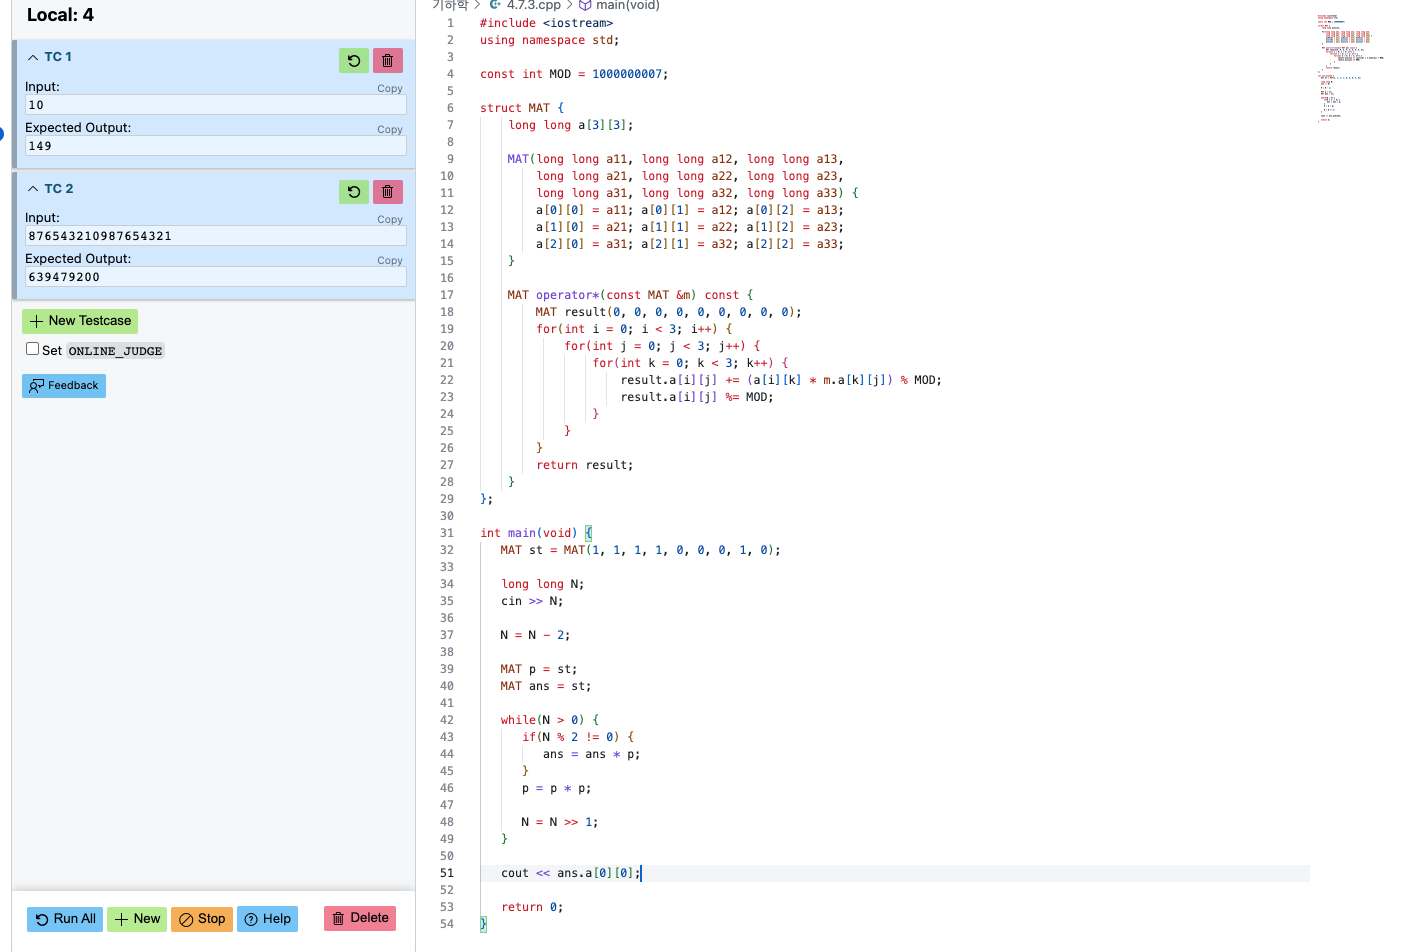 Local: 4
TC 1
Input:
Copy
10
Expected Output:
Copy
149
TC 2
Input:
Copy
876543210987654321
Expected Output:
Copy
639479200
New Testcase
Set ONLINE_JUDGE
Feedback
Run All
New
Stop
Help
Delete
기하학 > 4.7.3.cpp > main(void)
1 #include <iostream>
2 using namespace std;
3
4 const int MOD = 1000000007;
5
6 struct MAT {
7 long long a[3][3];
8
9 MAT(long long a11, long long a12, long long a13,
10 long long a21, long long a22, long long a23,
11 long long a31, long long a32, long long a33) {
12 a[0][0] = a11; a[0][1] = a12; a[0][2] = a13;
13 a[1][0] = a21; a[1][1] = a22; a[1][2] = a23;
14 a[2][0] = a31; a[2][1] = a32; a[2][2] = a33;
15 }
16
17 MAT operator*(const MAT &m) const {
18 MAT result(0, 0, 0, 0, 0, 0, 0, 0, 0);
19 for(int i = 0; i < 3; i++) {
20 for(int j = 0; j < 3; j++) {
21 for(int k = 0; k < 3; k++) {
22 result.a[i][j] += (a[i][k] * m.a[k][j]) % MOD;
23 result.a[i][j] %= MOD;
24 }
25 }
26 }
27 return result;
28 }
29 };
30
31 int main(void) {
32 MAT st = MAT(1, 1, 1, 1, 0, 0, 0, 1, 0);
33
34 long long N;
35 cin >> N;
36
37 N = N - 2;
38
39 MAT p = st;
40 MAT ans = st;
41
42 while(N > 0) {
43 if(N % 2 != 0) {
44 ans = ans * p;
45 }
46 p = p * p;
47
48 N = N >> 1;
49 }
50
51 cout << ans.a[0][0];
52
53 return 0;
54 }